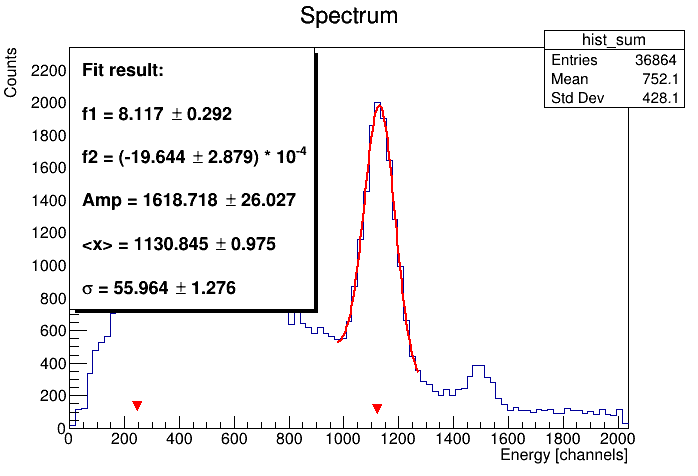 Spectrum
hist_sum
Entries 36864
Mean 752.1
Std Dev 428.1
Counts
2200
2000
1800
1600
1400
1200
1000
800
600
400
200
0
Fit result:
f1 = 8.117 ± 0.292
f2 = (-19.644 ± 2.879) * 10⁻⁴
Amp = 1618.718 ± 26.027
<x> = 1130.845 ± 0.975
σ = 55.964 ± 1.276
0 200 400 600 800 1000 1200 1400 1600 1800 2000
Energy [channels]